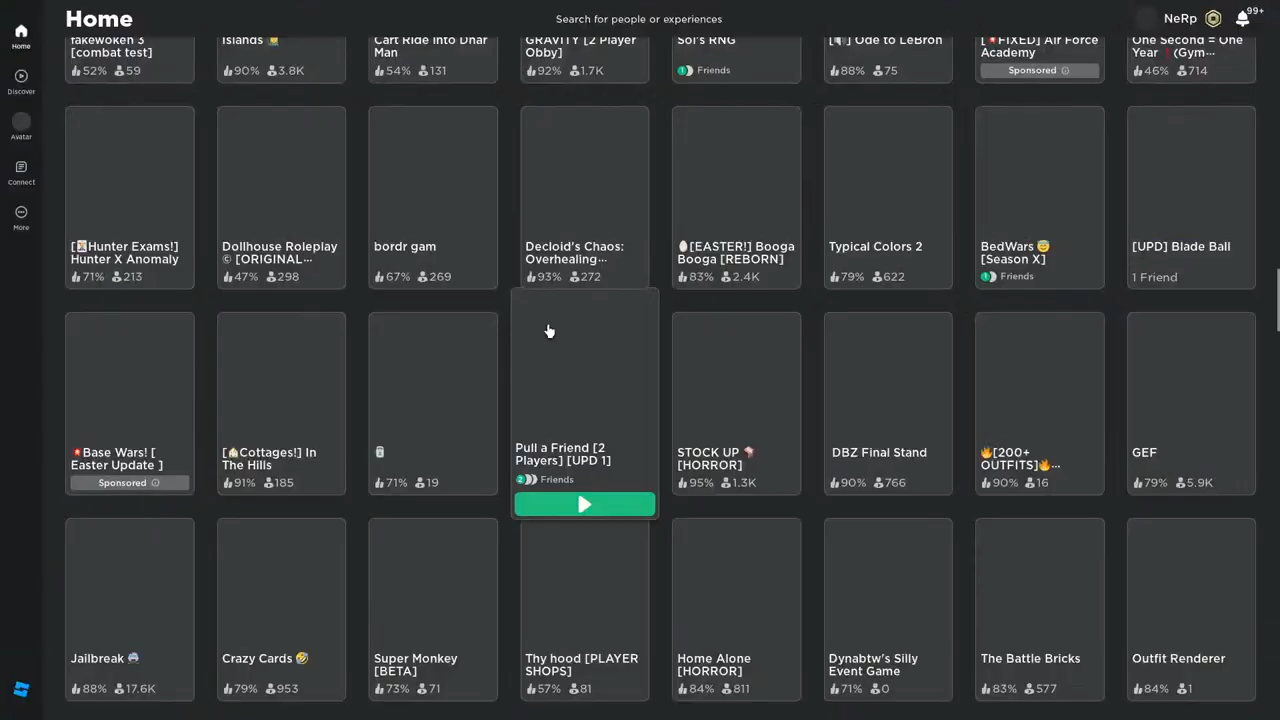 Home
Search for people or experiences
NeRp
99+
Home
Discover
Avatar
Connect
More
fakewoken 3
[combat test]
52% 59
Islands
90% 3.8K
Cart Ride Into Dhar
Man
54% 131
GRAVITY [2 Player
Obby]
92% 1.7K
Sol's RNG
1 Friends
[🔊] Ode to LeBron
88% 75
[💥FIXED] Air Force
Academy
Sponsored
One Second = One
Year ❗(Gym...
46% 714
[🃏Hunter Exams!]
Hunter X Anomaly
71% 213
Dollhouse Roleplay
© [ORIGINAL...
47% 298
bordr gam
67% 269
Decloid's Chaos:
Overhealing...
93% 272
🥚[EASTER!] Booga
Booga [REBORN]
83% 2.4K
Typical Colors 2
79% 622
BedWars 😇
[Season X]
1 Friends
[UPD] Blade Ball
1 Friend
💥Base Wars! [
Easter Update ]
Sponsored
[🏠Cottages!] In
The Hills
91% 185
71% 19
Pull a Friend [2
Players] [UPD 1]
2 Friends
STOCK UP
[HORROR]
95% 1.3K
DBZ Final Stand
90% 766
🔥[200+
OUTFITS]🔥...
90% 16
GEF
79% 5.9K
Jailbreak 🚔
88% 17.6K
Crazy Cards 🤣
79% 953
Super Monkey
[BETA]
73% 71
Thy hood [PLAYER
SHOPS]
57% 81
Home Alone
[HORROR]
84% 811
Dynabtw's Silly
Event Game
71% 0
The Battle Bricks
83% 577
Outfit Renderer
84% 1